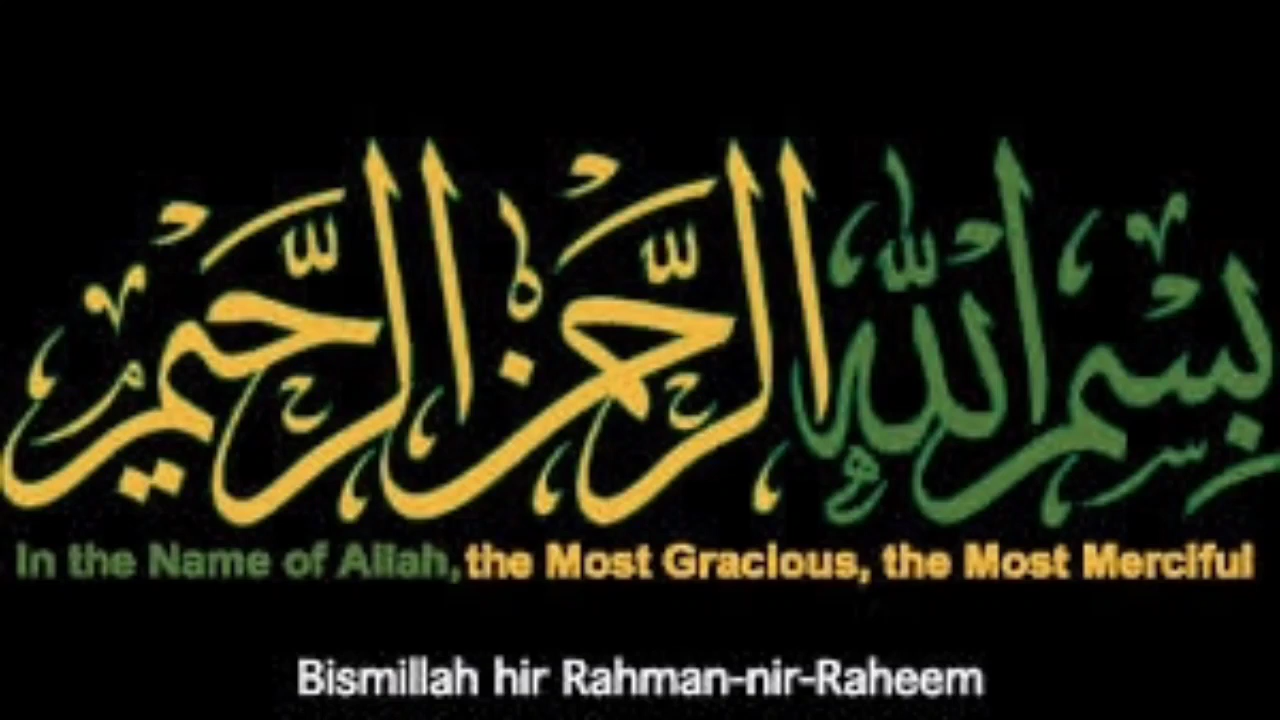 بسم الله الرحمن الرحيم
In the Name of Allah, the Most Gracious, the Most Merciful
Bismillah hir Rahman-nir-Raheem